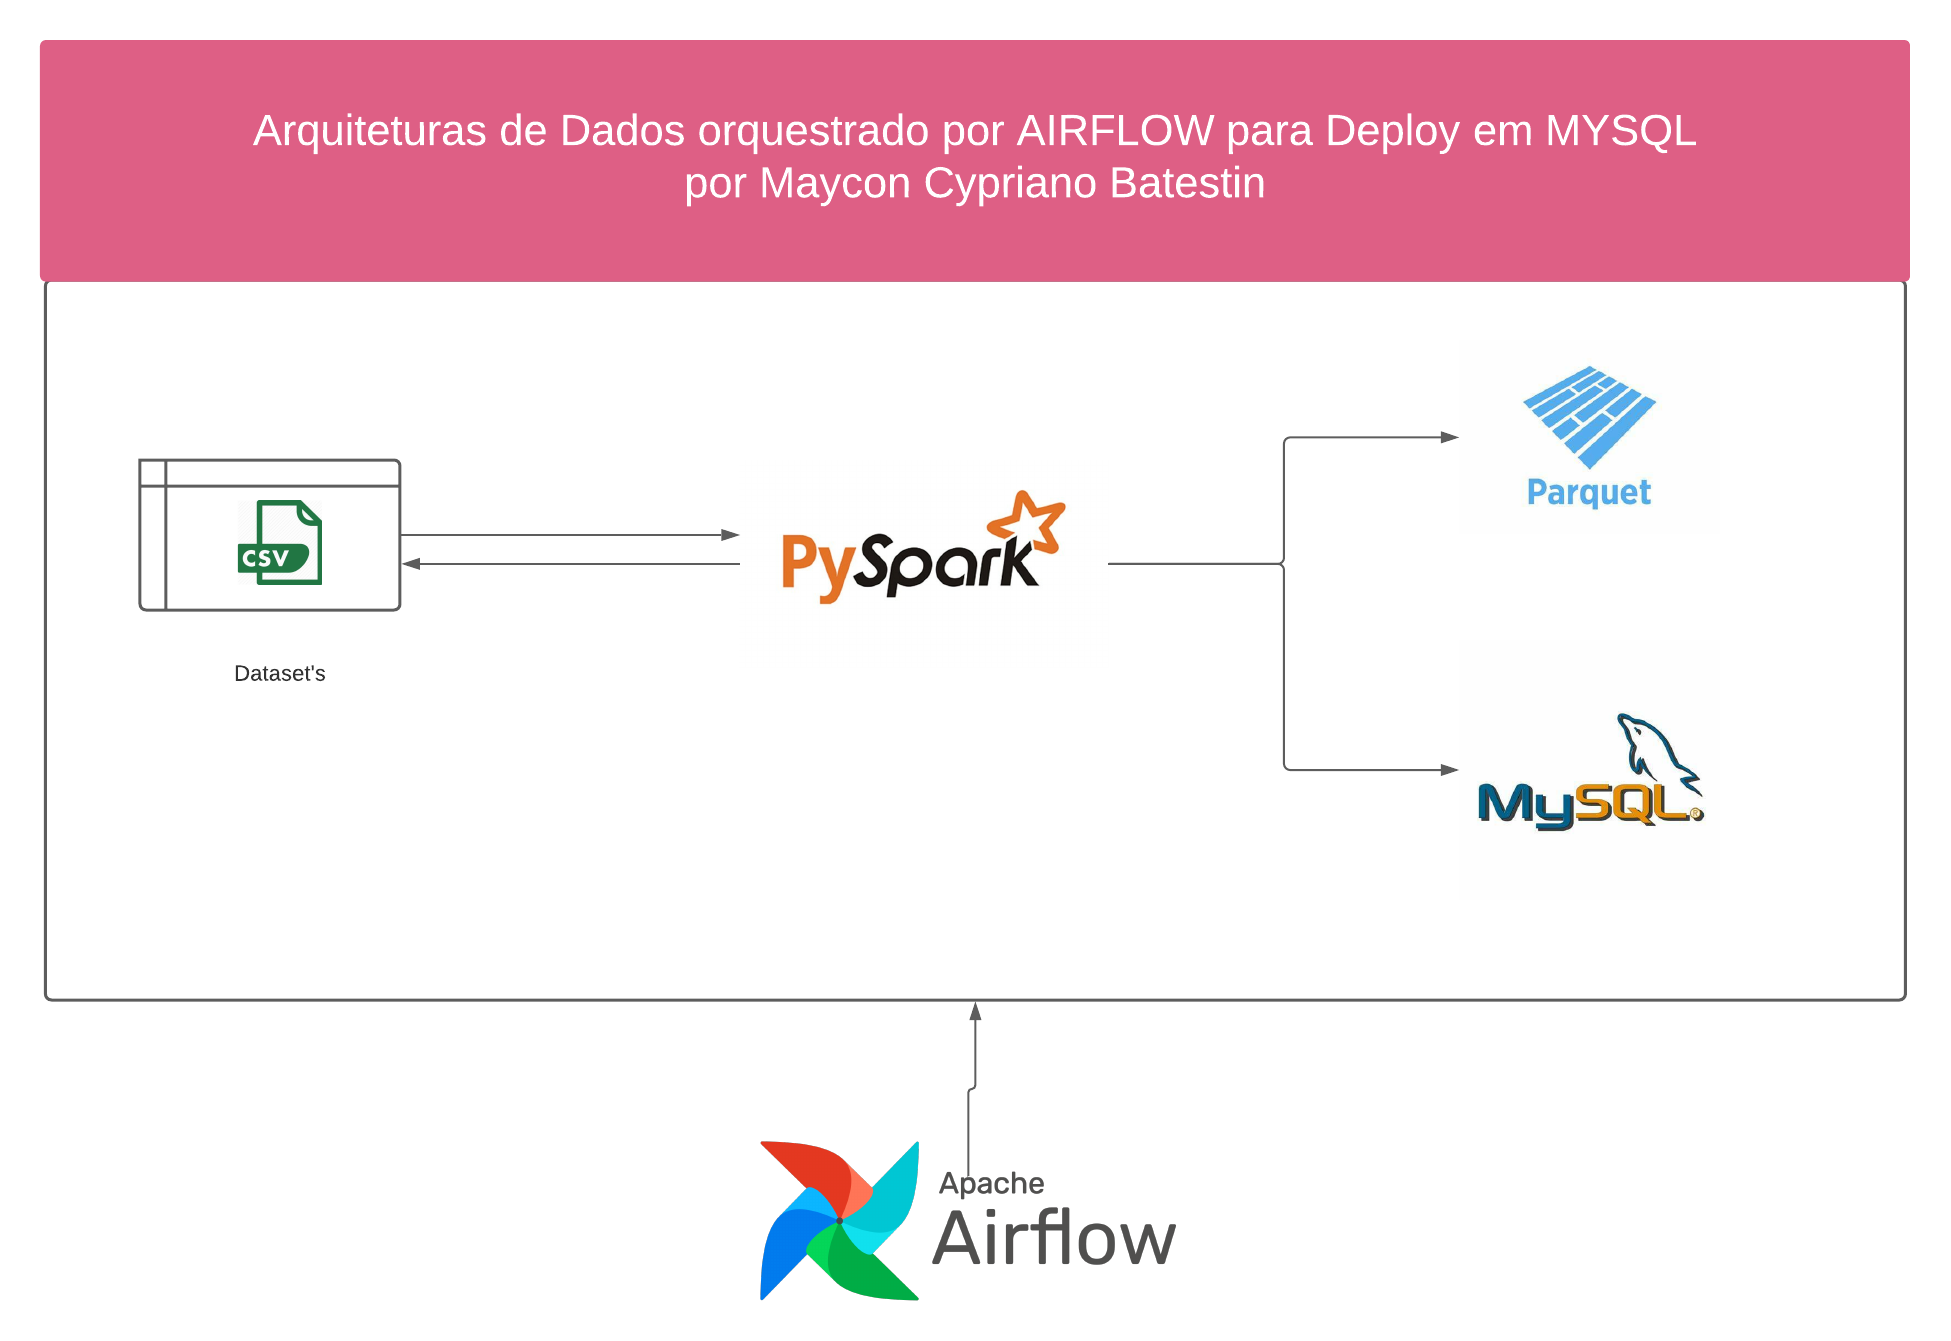 Arquiteturas de Dados orquestrado por AIRFLOW para Deploy em MYSQL
por Maycon Cypriano Batestin
CSV
Dataset's
PySpark
Parquet
MySQL®
Apache
Airflow